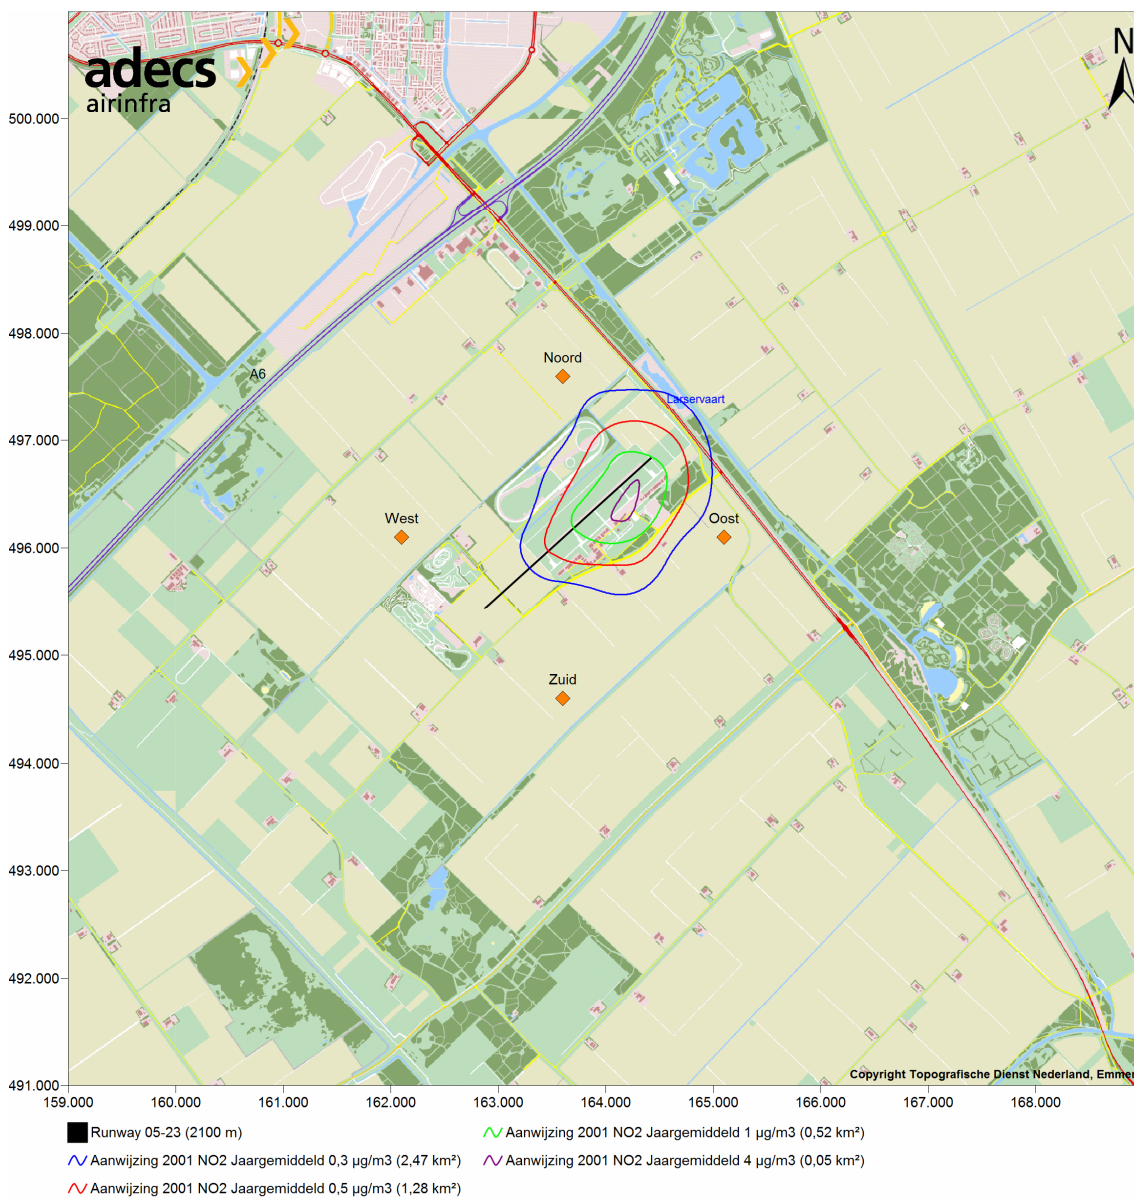 adecs
airinfra
N
500.000
499.000
498.000
Noord
A6
Larservaart
497.000
West
Oost
496.000
495.000
Zuid
494.000
493.000
492.000
491.000
Copyright Topografische Dienst Nederland, Emmen
159.000 160.000 161.000 162.000 163.000 164.000 165.000 166.000 167.000 168.000
Runway 05-23 (2100 m)
Aanwijzing 2001 NO2 Jaargemiddeld 1 µg/m3 (0,52 km²)
Aanwijzing 2001 NO2 Jaargemiddeld 0,3 µg/m3 (2,47 km²)
Aanwijzing 2001 NO2 Jaargemiddeld 4 µg/m3 (0,05 km²)
Aanwijzing 2001 NO2 Jaargemiddeld 0,5 µg/m3 (1,28 km²)